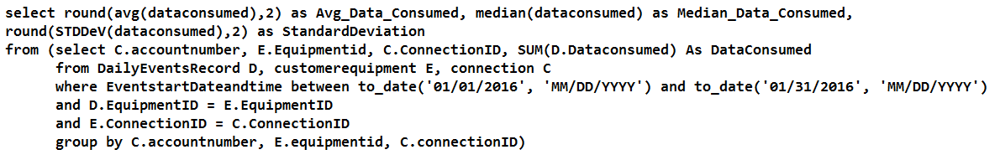 select round(avg(dataconsumed),2) as Avg_Data_Consumed, median(dataconsumed) as Median_Data_Consumed,
round(STDDeV(dataconsumed),2) as StandardDeviation
from (select C.accountnumber, E.Equipmentid, C.ConnectionID, SUM(D.Dataconsumed) As DataConsumed
from DailyEventsRecord D, customerequipment E, connection C
where EventstartDateandtime between to_date('01/01/2016', 'MM/DD/YYYY') and to_date('01/31/2016', 'MM/DD/YYYY')
and D.EquipmentID = E.EquipmentID
and E.ConnectionID = C.ConnectionID
group by C.accountnumber, E.equipmentid, C.connectionID)